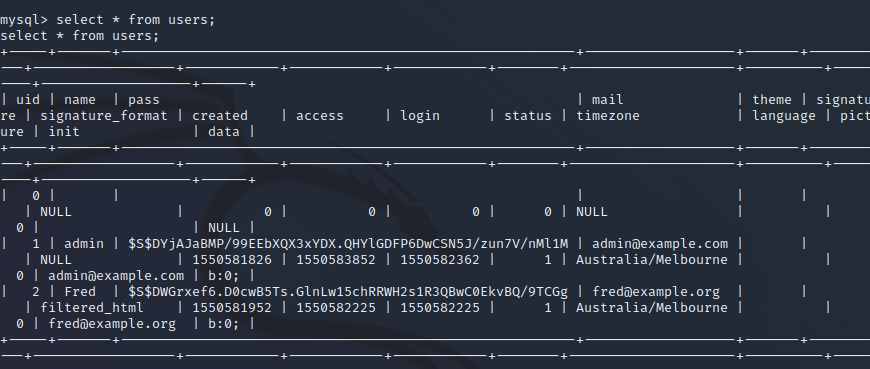 mysql> select * from users;
select * from users;
+-----+-------+---------------------------------------------------------+-------------------+-------+--------
---+------------------+------------+------------+------------+--------+---------------------+----------+------
----+-------------------+------+
| uid | name | pass | mail | theme | signatu
re | signature_format | created | access | login | status | timezone | language | pict
ure | init | data |
+-----+-------+---------------------------------------------------------+-------------------+-------+--------
---+------------------+------------+------------+------------+--------+---------------------+----------+------
----+-------------------+------+
| 0 | | | | |
| NULL | 0 | 0 | 0 | 0 | NULL | |
0 | | NULL |
| 1 | admin | $S$DYjAJaBMP/99EEbXQX3xYDX.QHYlGDFP6DwCSN5J/zun7V/nMl1M | admin@example.com | |
| NULL | 1550581826 | 1550583852 | 1550582362 | 1 | Australia/Melbourne | |
0 | admin@example.com | b:0; |
| 2 | Fred | $S$DWGrxef6.D0cwB5Ts.GlnLw15chRRWH2s1R3QBwC0EkvBQ/9TCGg | fred@example.org | |
| filtered_html | 1550581952 | 1550582225 | 1550582225 | 1 | Australia/Melbourne | |
0 | fred@example.org | b:0; |
+-----+-------+---------------------------------------------------------+-------------------+-------+--------
---+------------------+------------+------------+------------+--------+---------------------+----------+------